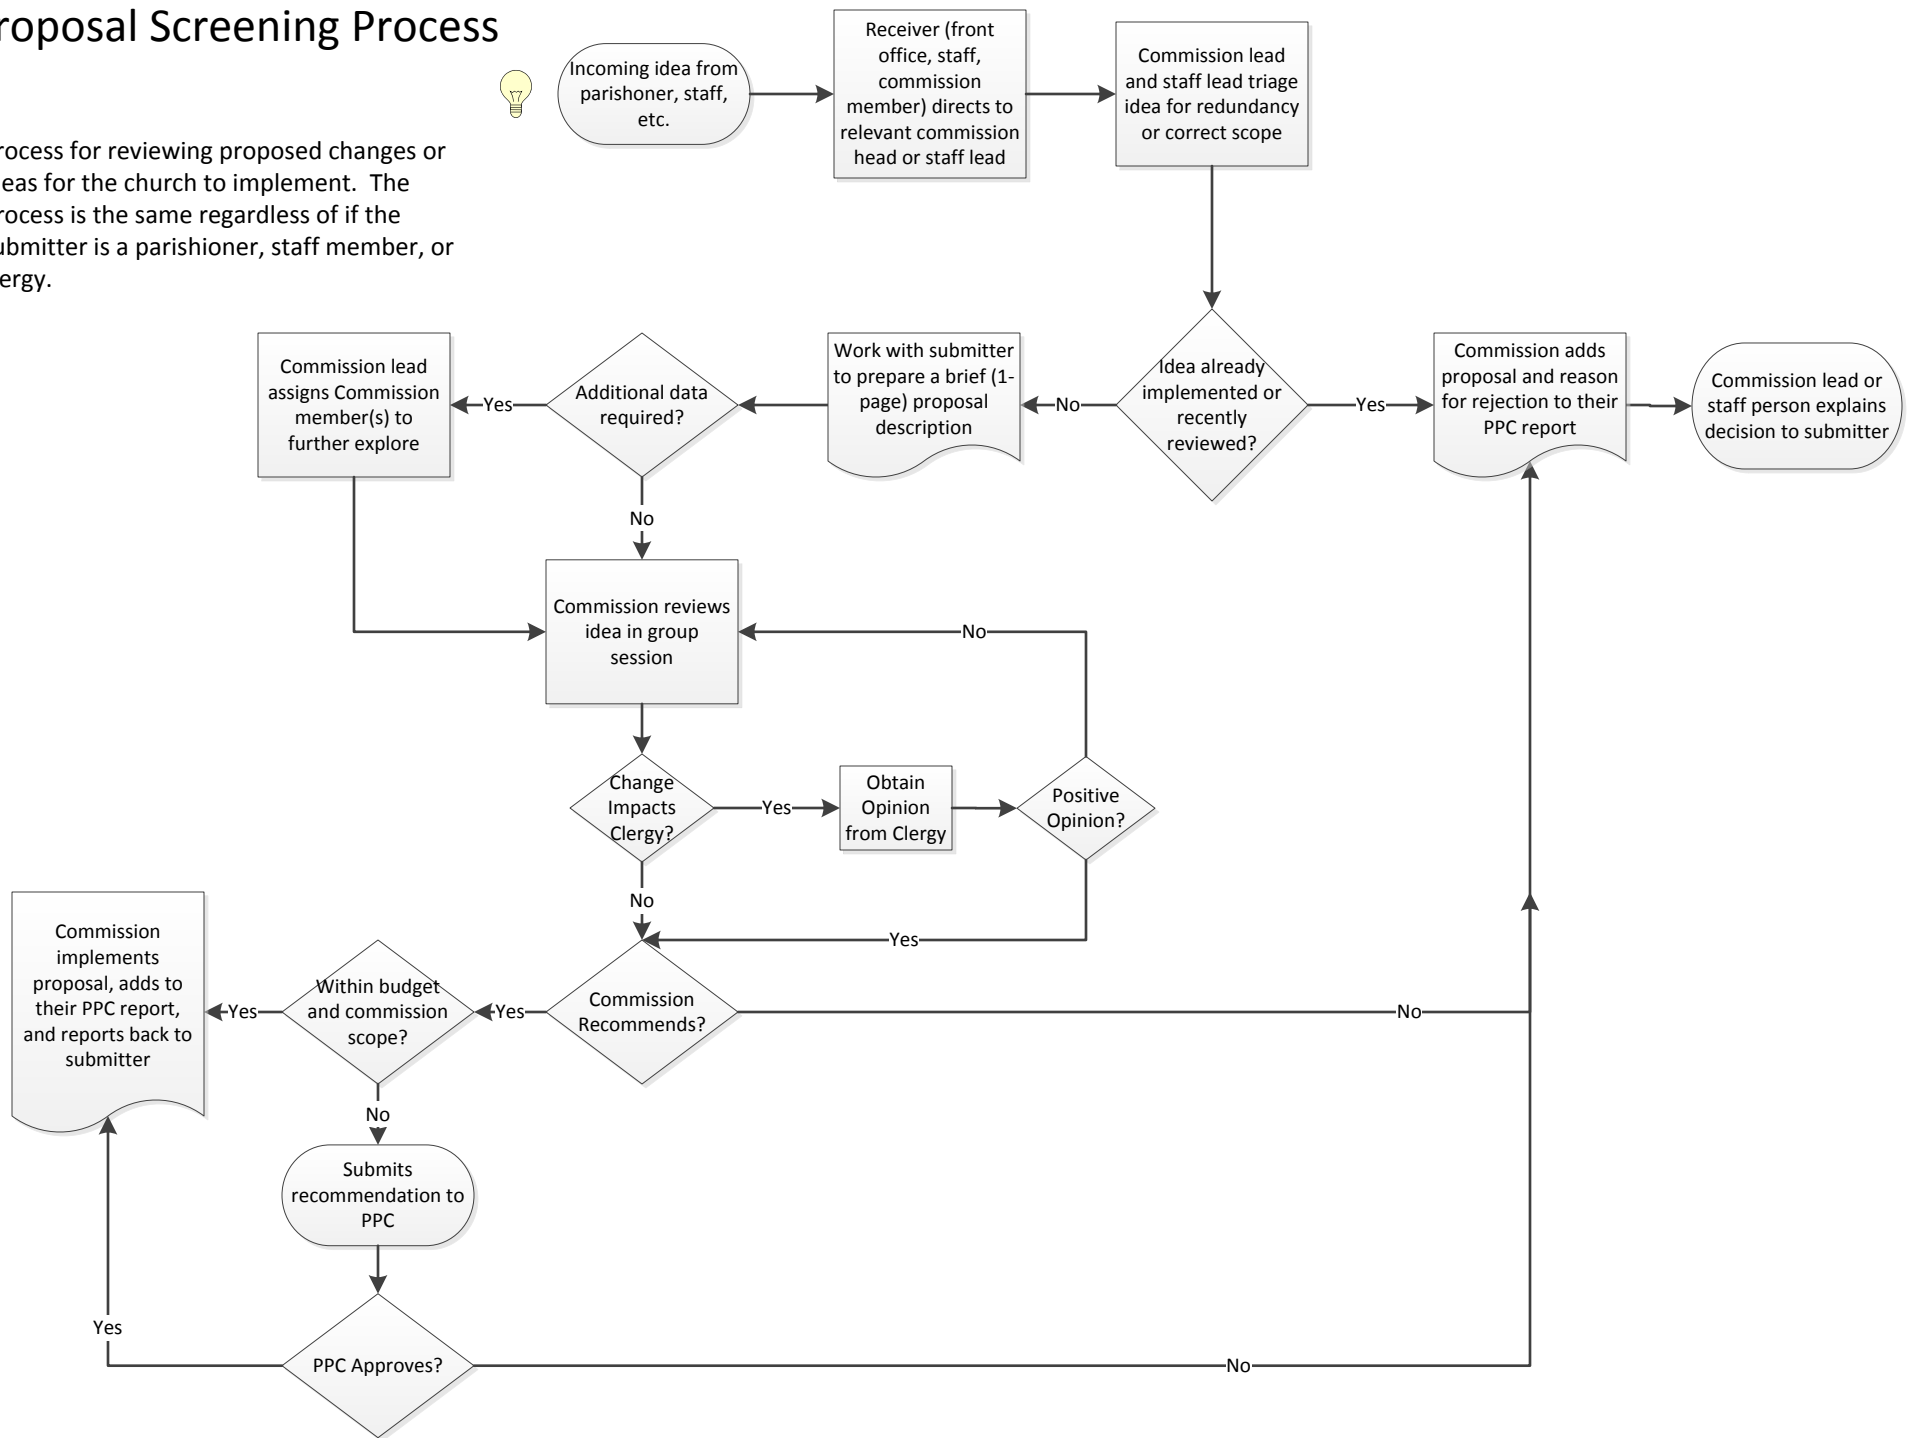 roposal Screening Process
rocess for reviewing proposed changes or
eas for the church to implement.  The
rocess is the same regardless of if the
ubmitter is a parishioner, staff member, or
ergy.
Incoming idea from
parishoner, staff,
etc.
Receiver (front
office, staff,
commission
member) directs to
relevant commission
head or staff lead
Commission lead
and staff lead triage
idea for redundancy
or correct scope
Idea already
implemented or
recently
reviewed?
Yes
Commission adds
proposal and reason
for rejection to their
PPC report
Commission lead or
staff person explains
decision to submitter
No
Work with submitter
to prepare a brief (1-
page) proposal
description
Additional data
required?
Yes
Commission lead
assigns Commission
member(s) to
further explore
No
Commission reviews
idea in group
session
No
Change
Impacts
Clergy?
Yes
Obtain
Opinion
from Clergy
Positive
Opinion?
No
Yes
Commission
Recommends?
No
Yes
Within budget
and commission
scope?
Yes
Commission
implements
proposal, adds to
their PPC report,
and reports back to
submitter
No
Submits
recommendation to
PPC
Yes
PPC Approves?
No